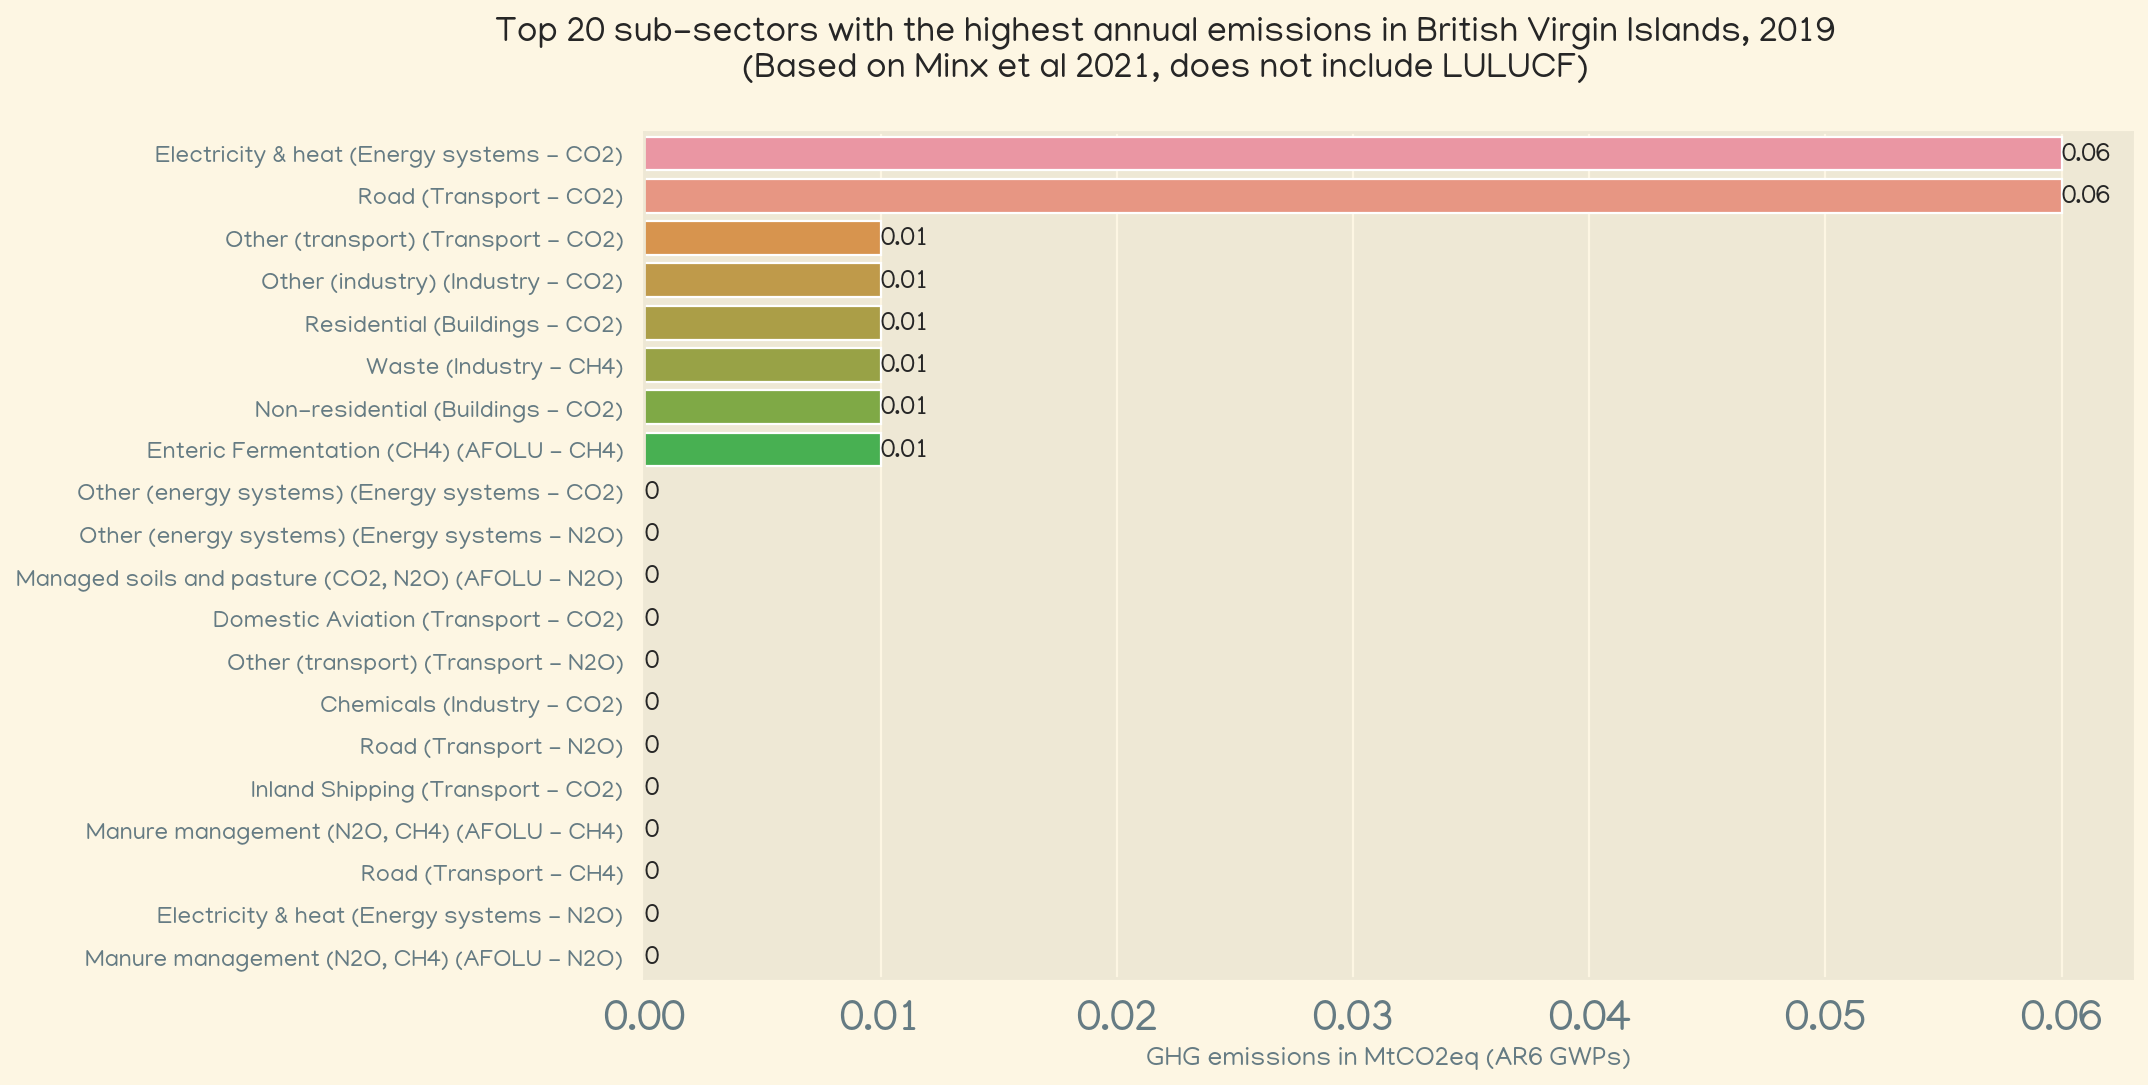 Top 20 sub-sectors with the highest annual emissions in British Virgin Islands, 2019
(Based on Minx et al 2021, does not include LULUCF)
Electricity & heat (Energy systems - CO2) 0.06
Road (Transport - CO2) 0.06
Other (transport) (Transport - CO2) 0.01
Other (industry) (Industry - CO2) 0.01
Residential (Buildings - CO2) 0.01
Waste (Industry - CH4) 0.01
Non-residential (Buildings - CO2) 0.01
Enteric Fermentation (CH4) (AFOLU - CH4) 0.01
Other (energy systems) (Energy systems - CO2) 0
Other (energy systems) (Energy systems - N2O) 0
Managed soils and pasture (CO2, N2O) (AFOLU - N2O) 0
Domestic Aviation (Transport - CO2) 0
Other (transport) (Transport - N2O) 0
Chemicals (Industry - CO2) 0
Road (Transport - N2O) 0
Inland Shipping (Transport - CO2) 0
Manure management (N2O, CH4) (AFOLU - CH4) 0
Road (Transport - CH4) 0
Electricity & heat (Energy systems - N2O) 0
Manure management (N2O, CH4) (AFOLU - N2O) 0
0.00 0.01 0.02 0.03 0.04 0.05 0.06
GHG emissions in MtCO2eq (AR6 GWPs)